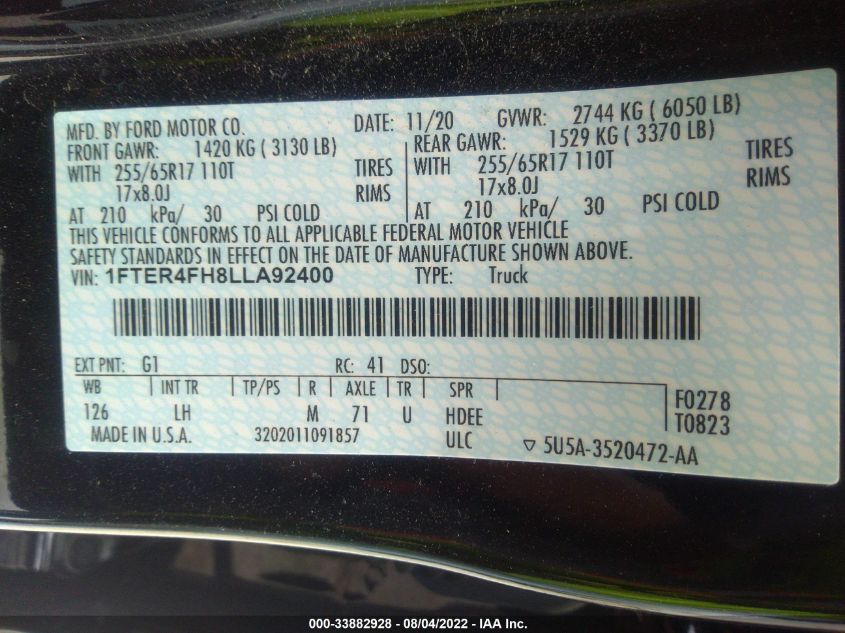 MFD. BY FORD MOTOR CO. DATE: 11/20 GVWR: 2744 KG ( 6050 LB)
FRONT GAWR: 1420 KG ( 3130 LB) REAR GAWR: 1529 KG ( 3370 LB)
WITH 255/65R17 110T TIRES WITH 255/65R17 110T TIRES
17x8.0J RIMS 17x8.0J RIMS
AT 210 kPa/ 30 PSI COLD AT 210 kPa/ 30 PSI COLD
THIS VEHICLE CONFORMS TO ALL APPLICABLE FEDERAL MOTOR VEHICLE
SAFETY STANDARDS IN EFFECT ON THE DATE OF MANUFACTURE SHOWN ABOVE.
VIN: 1FTER4FH8LLA92400 TYPE: Truck
EXT PNT: G1 RC: 41 DSO:
WB INT TR TP/PS R AXLE TR SPR F0278
126 LH M 71 U HDEE T0823
MADE IN U.S.A. 3202011091857 ULC ▽ 5U5A-3520472-AA
000-33882928 - 08/04/2022 - IAA Inc.